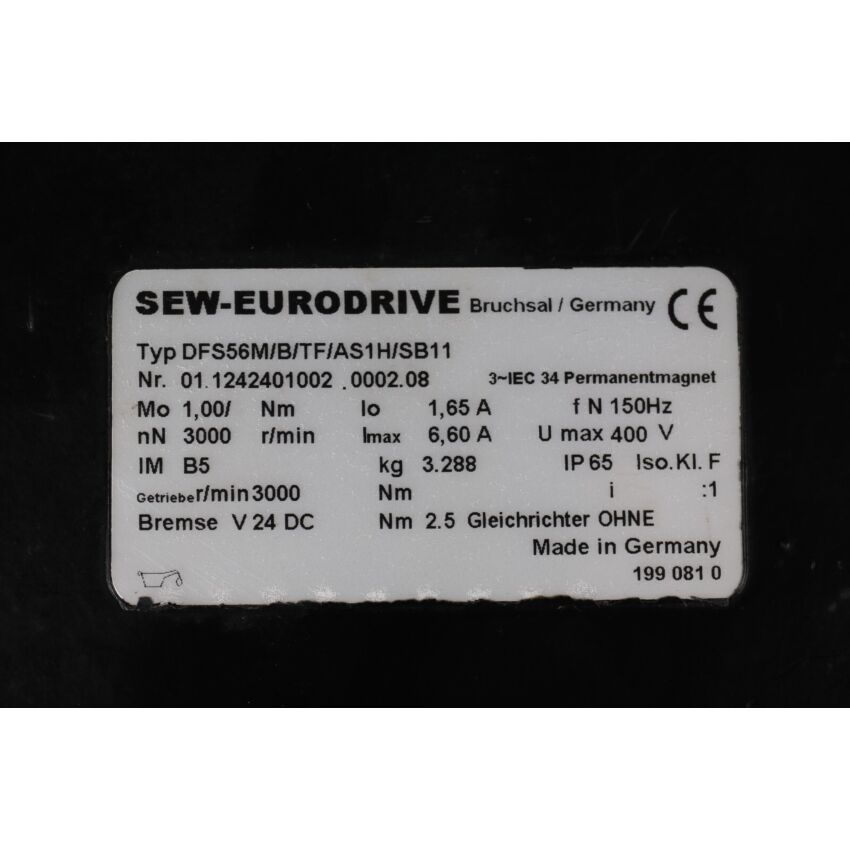 SEW-EURODRIVE Bruchsal / Germany CE
Typ DFS56M/B/TF/AS1H/SB11
Nr. 01.1242401002 .0002.08 3~IEC 34 Permanentmagnet
Mo 1,00/ Nm Io 1,65 A f N 150Hz
nN 3000 r/min Imax 6,60 A U max 400 V
IM B5 kg 3.288 IP 65 Iso.Kl. F
Getriebe r/min 3000 Nm i :1
Bremse V 24 DC Nm 2.5 Gleichrichter OHNE
Made in Germany
199 081 0